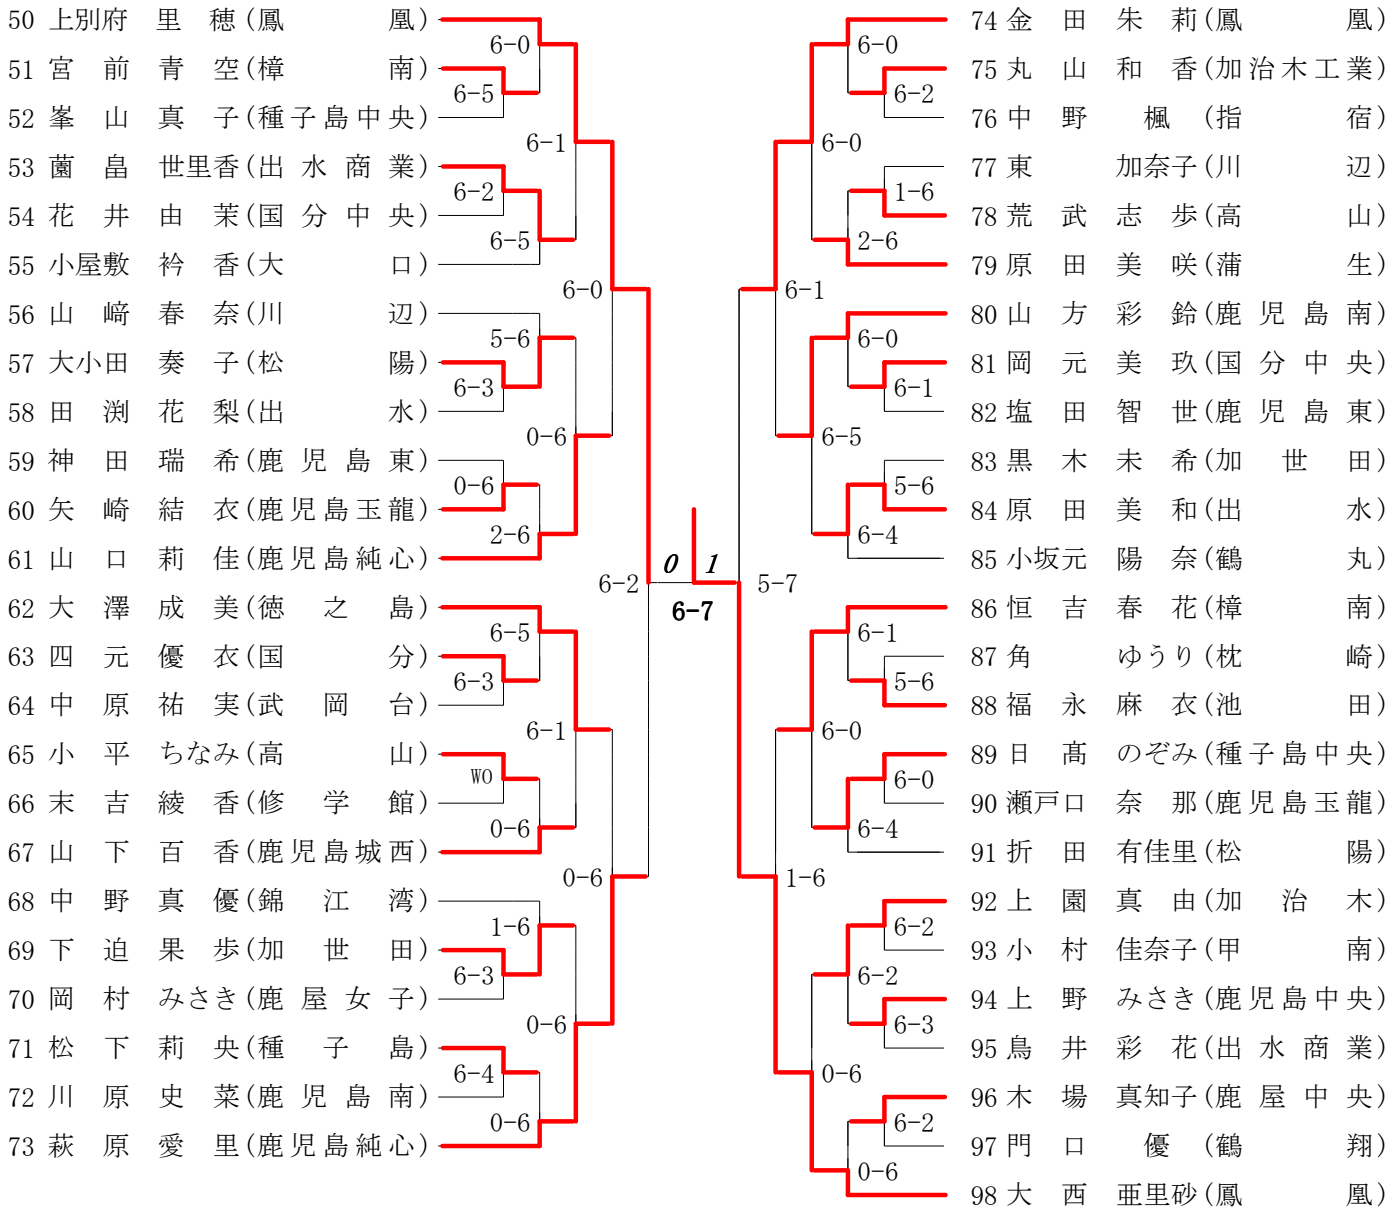 50 上別府 里 穂(鳳 凰)
51 宮 前 青 空(樟 南)
52 峯 山 真 子(種子島中央)
53 薗 畠 世里香(出 水 商 業)
54 花 井 由 茉(国 分 中 央)
55 小屋敷 衿 香(大 口)
56 山 﨑 春 奈(川 辺)
57 大小田 奏 子(松 陽)
58 田 渕 花 梨(出 水)
59 神 田 瑞 希(鹿 児 島 東)
60 矢 崎 結 衣(鹿児島玉龍)
61 山 口 莉 佳(鹿児島純心)
62 大 澤 成 美(徳 之 島)
63 四 元 優 衣(国 分)
64 中 原 祐 実(武 岡 台)
65 小 平 ちなみ(高 山)
66 末 吉 綾 香(修 学 館)
67 山 下 百 香(鹿児島城西)
68 中 野 真 優(錦 江 湾)
69 下 迫 果 歩(加 世 田)
70 岡 村 みさき(鹿 屋 女 子)
71 松 下 莉 央(種 子 島)
72 川 原 史 菜(鹿 児 島 南)
73 萩 原 愛 里(鹿児島純心)
6-0
6-5
6-1
6-2
6-5
6-0
5-6
6-3
0-6
0-6
2-6
6-2
6-5
6-3
6-1
WO
0-6
0-6
1-6
6-3
0-6
6-4
0-6
0 1
6-7
74 金 田 朱 莉(鳳 凰)
75 丸 山 和 香(加治木工業)
76 中 野 楓 (指 宿)
77 東 加奈子(川 辺)
78 荒 武 志 歩(高 山)
79 原 田 美 咲(蒲 生)
80 山 方 彩 鈴(鹿 児 島 南)
81 岡 元 美 玖(国 分 中 央)
82 塩 田 智 世(鹿 児 島 東)
83 黒 木 未 希(加 世 田)
84 原 田 美 和(出 水)
85 小坂元 陽 奈(鶴 丸)
86 恒 吉 春 花(樟 南)
87 角 ゆうり(枕 崎)
88 福 永 麻 衣(池 田)
89 日 髙 のぞみ(種子島中央)
90 瀬戸口 奈 那(鹿児島玉龍)
91 折 田 有佳里(松 陽)
92 上 園 真 由(加 治 木)
93 小 村 佳奈子(甲 南)
94 上 野 みさき(鹿児島中央)
95 鳥 井 彩 花(出 水 商 業)
96 木 場 真知子(鹿 屋 中 央)
97 門 口 優 (鶴 翔)
98 大 西 亜里砂(鳳 凰)
6-0
6-2
6-0
1-6
2-6
6-1
6-0
6-1
6-5
5-6
6-4
5-7
6-1
5-6
6-0
6-0
6-4
1-6
6-2
6-2
6-3
0-6
6-2
0-6